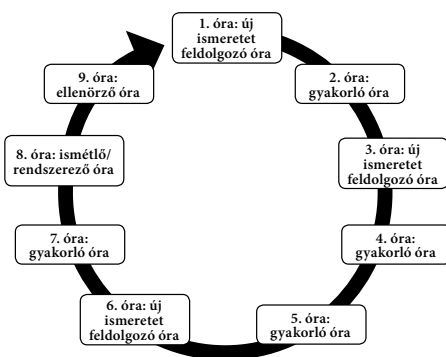 1. óra: új
ismeretet
feldolgozó óra
2. óra:
gyakorló óra
3. óra: új
ismeretet
feldolgozó óra
4. óra:
gyakorló óra
5. óra:
gyakorló óra
6. óra: új
ismeretet
feldolgozó óra
7. óra:
gyakorló óra
8. óra: ismétlő/
rendszerező óra
9. óra:
ellenörző óra